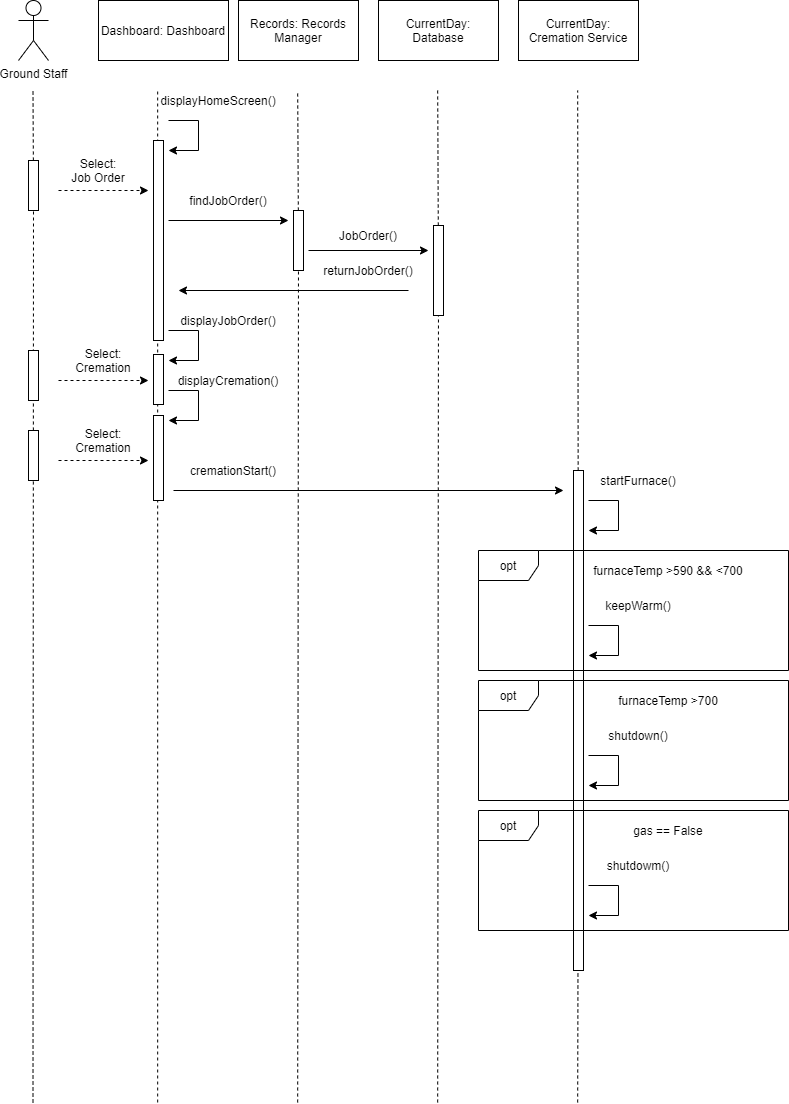 Ground Staff
Dashboard: Dashboard
Records: Records
Manager
CurrentDay:
Database
CurrentDay:
Cremation Service
displayHomeScreen()
Select:
Job Order
findJobOrder()
JobOrder()
returnJobOrder()
displayJobOrder()
Select:
Cremation
displayCremation()
Select:
Cremation
cremationStart()
startFurnace()
opt
furnaceTemp >590 && <700
keepWarm()
opt
furnaceTemp >700
shutdown()
opt
gas == False
shutdowm()